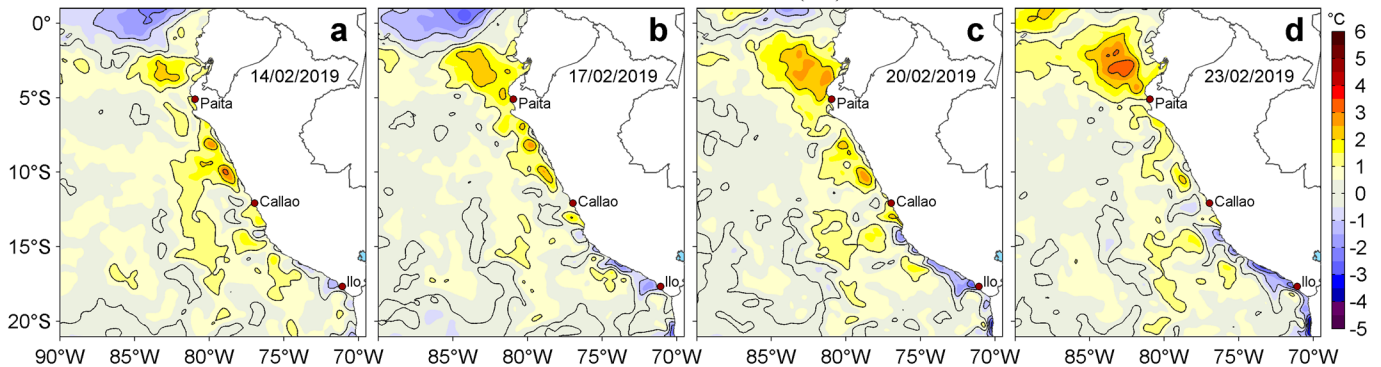 a
b
c
d
°C
14/02/2019
17/02/2019
20/02/2019
23/02/2019
Paita
Paita
Paita
Paita
Callao
Callao
Callao
Callao
Ilo
Ilo
Ilo
Ilo
0°
5°S
10°S
15°S
20°S
90°W 85°W 80°W 75°W 70°W
85°W 80°W 75°W 70°W
85°W 80°W 75°W 70°W
85°W 80°W 75°W 70°W
6
5
4
3
2
1
0
-1
-2
-3
-4
-5